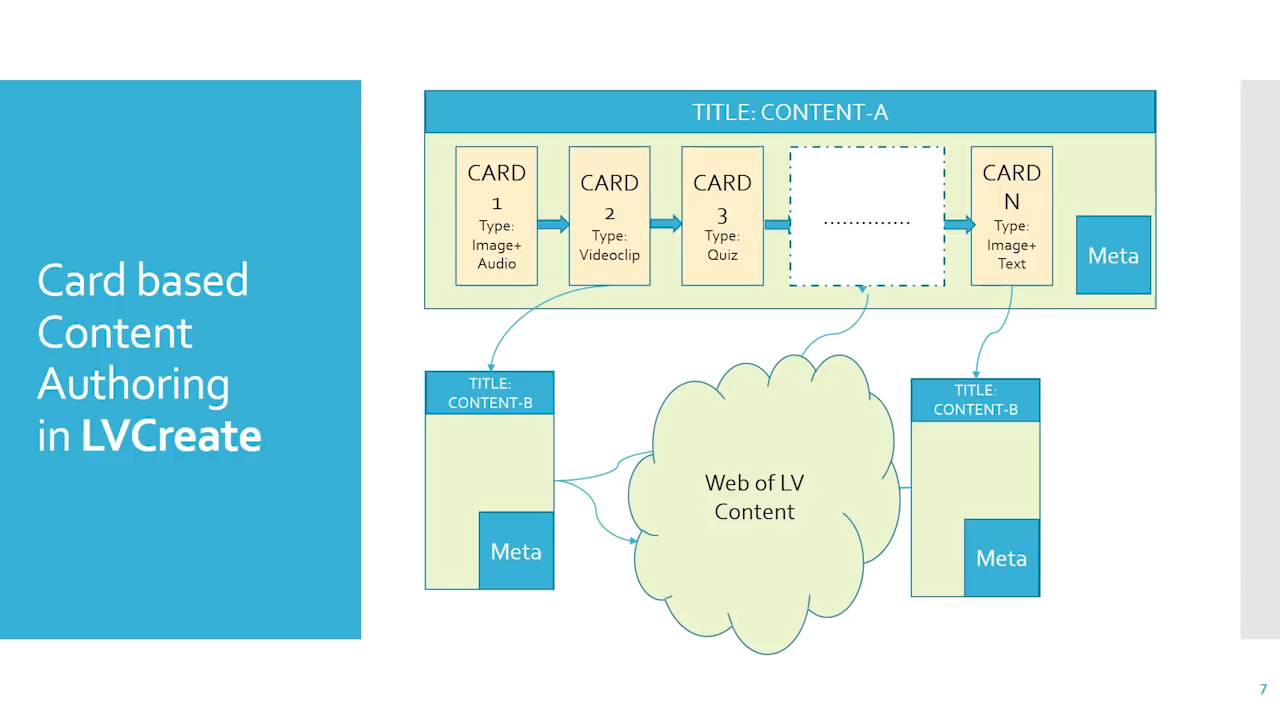 Card based
Content
Authoring
in LVCreate
TITLE: CONTENT-A
CARD
1
Type:
Image+
Audio
CARD
2
Type:
Videoclip
CARD
3
Type:
Quiz
..............
CARD
N
Type:
Image+
Text
Meta
TITLE:
CONTENT-B
Meta
Web of LV
Content
TITLE:
CONTENT-B
Meta
7